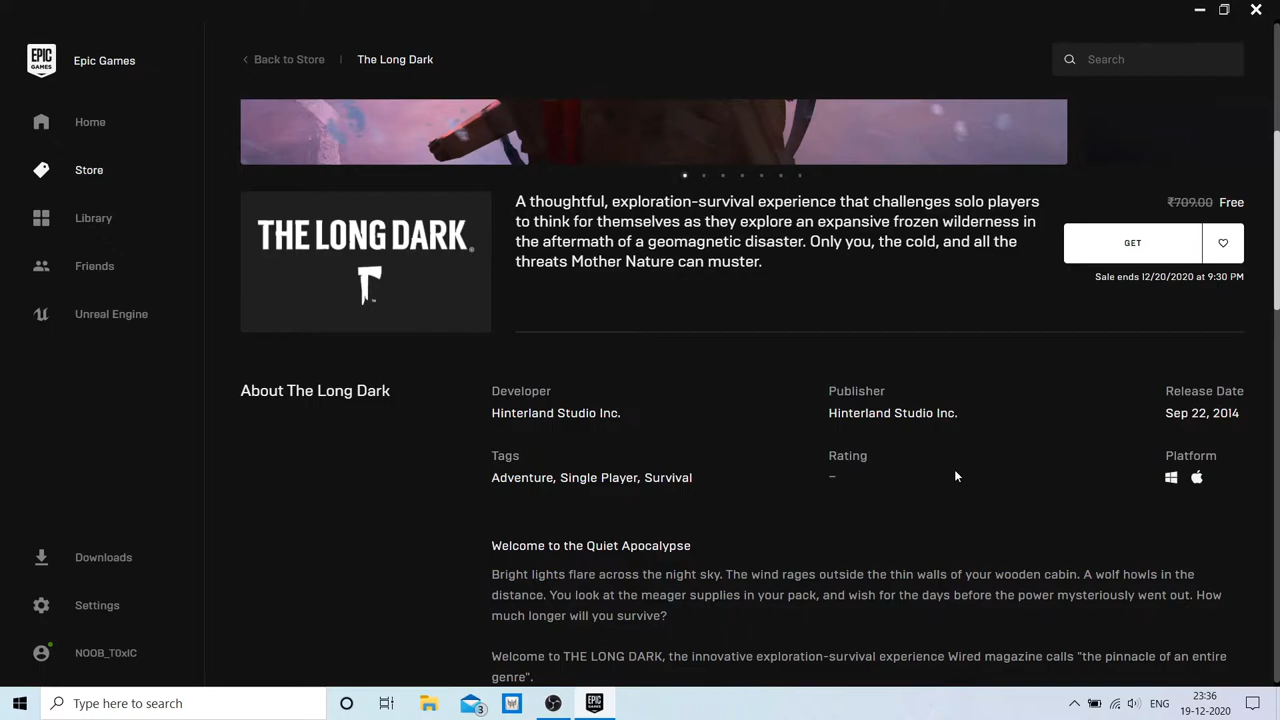 EPIC GAMES
Epic Games
Back to Store
The Long Dark
Search
Home
Store
Library
Friends
Unreal Engine
THE LONG DARK
A thoughtful, exploration-survival experience that challenges solo players
to think for themselves as they explore an expansive frozen wilderness in
the aftermath of a geomagnetic disaster. Only you, the cold, and all the
threats Mother Nature can muster.
₹709.00 Free
GET
Sale ends 12/20/2020 at 9:30 PM
About The Long Dark
Developer
Hinterland Studio Inc.
Publisher
Hinterland Studio Inc.
Release Date
Sep 22, 2014
Tags
Adventure, Single Player, Survival
Rating
–
Platform
Welcome to the Quiet Apocalypse
Bright lights flare across the night sky. The wind rages outside the thin walls of your wooden cabin. A wolf howls in the
distance. You look at the meager supplies in your pack, and wish for the days before the power mysteriously went out. How
much longer will you survive?
Welcome to THE LONG DARK, the innovative exploration-survival experience Wired magazine calls "the pinnacle of an entire
genre".
Downloads
Settings
NOOB_T0xIC
Type here to search
3
EPIC
ENG
23:36
19-12-2020